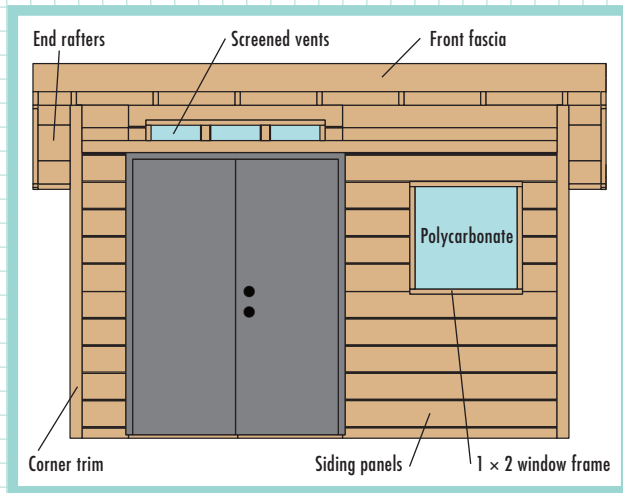 End rafters
Screened vents
Front fascia
Polycarbonate
Corner trim
Siding panels
1 × 2 window frame